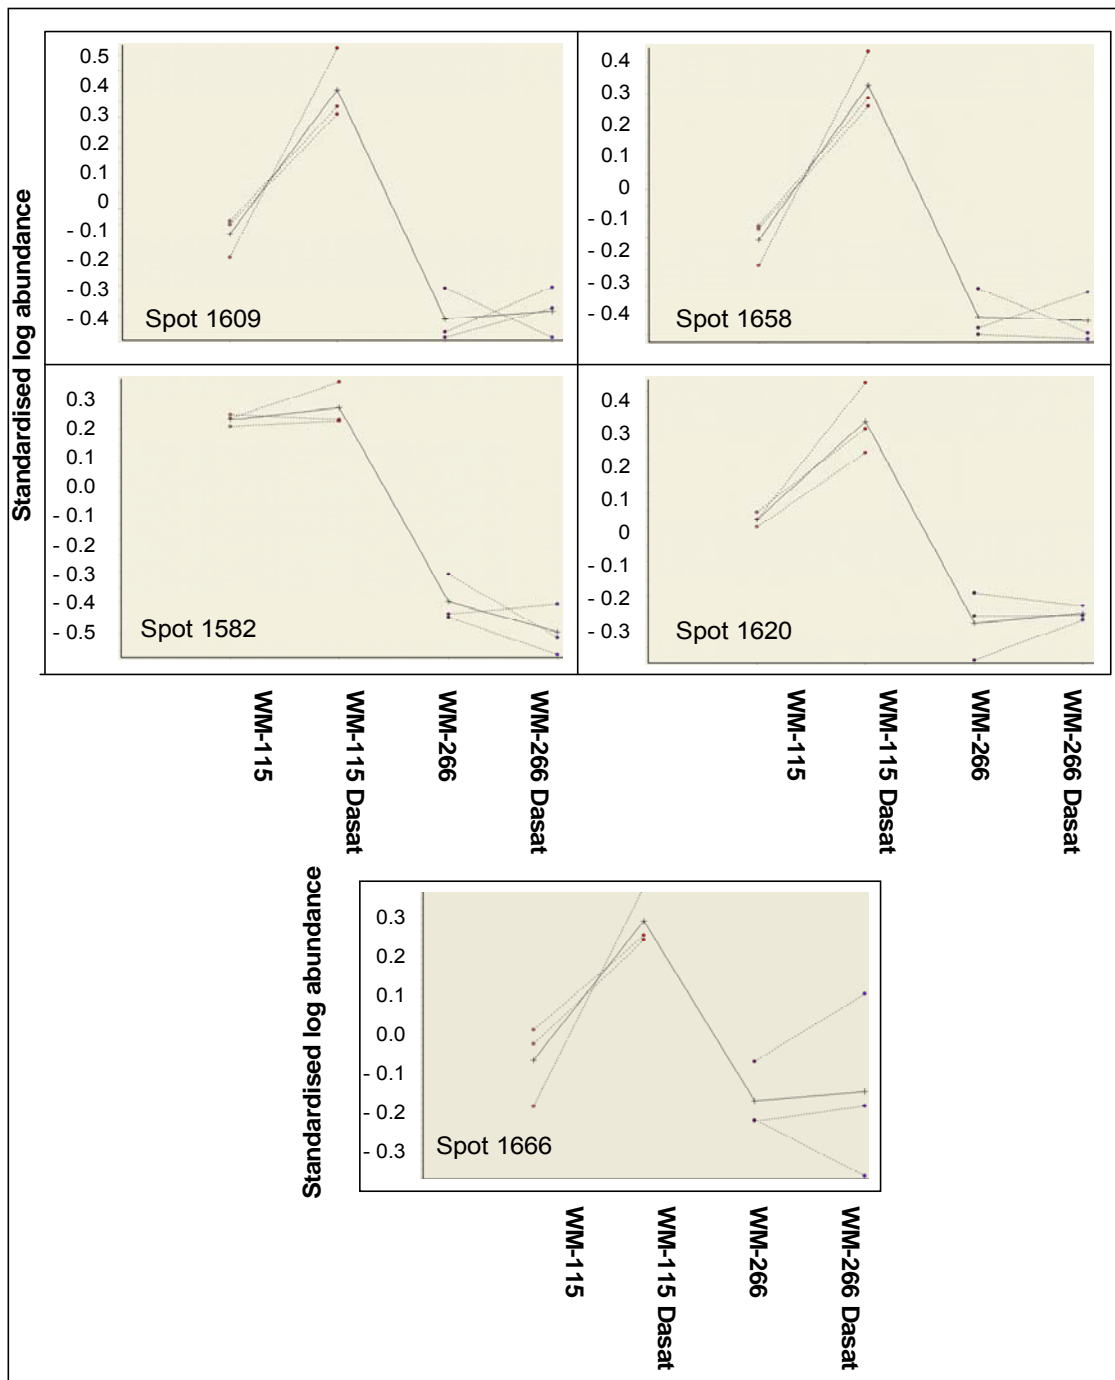 Standardised log abundance
0.5
0.4
0.3
0.2
0.1
0
- 0.1
- 0.2
- 0.3
- 0.4
Spot 1609
0.4
0.3
0.2
0.1
0
- 0.1
- 0.2
- 0.3
- 0.4
Spot 1658
0.3
0.2
0.1
0.0
- 0.1
- 0.2
- 0.3
- 0.4
- 0.5
Spot 1582
0.4
0.3
0.2
0.1
0
- 0.1
- 0.2
- 0.3
Spot 1620
WM-115
WM-115 Dasat
WM-266
WM-266 Dasat
WM-115
WM-115 Dasat
WM-266
WM-266 Dasat
Standardised log abundance
0.3
0.2
0.1
0.0
- 0.1
- 0.2
- 0.3
Spot 1666
WM-115
WM-115 Dasat
WM-266
WM-266 Dasat